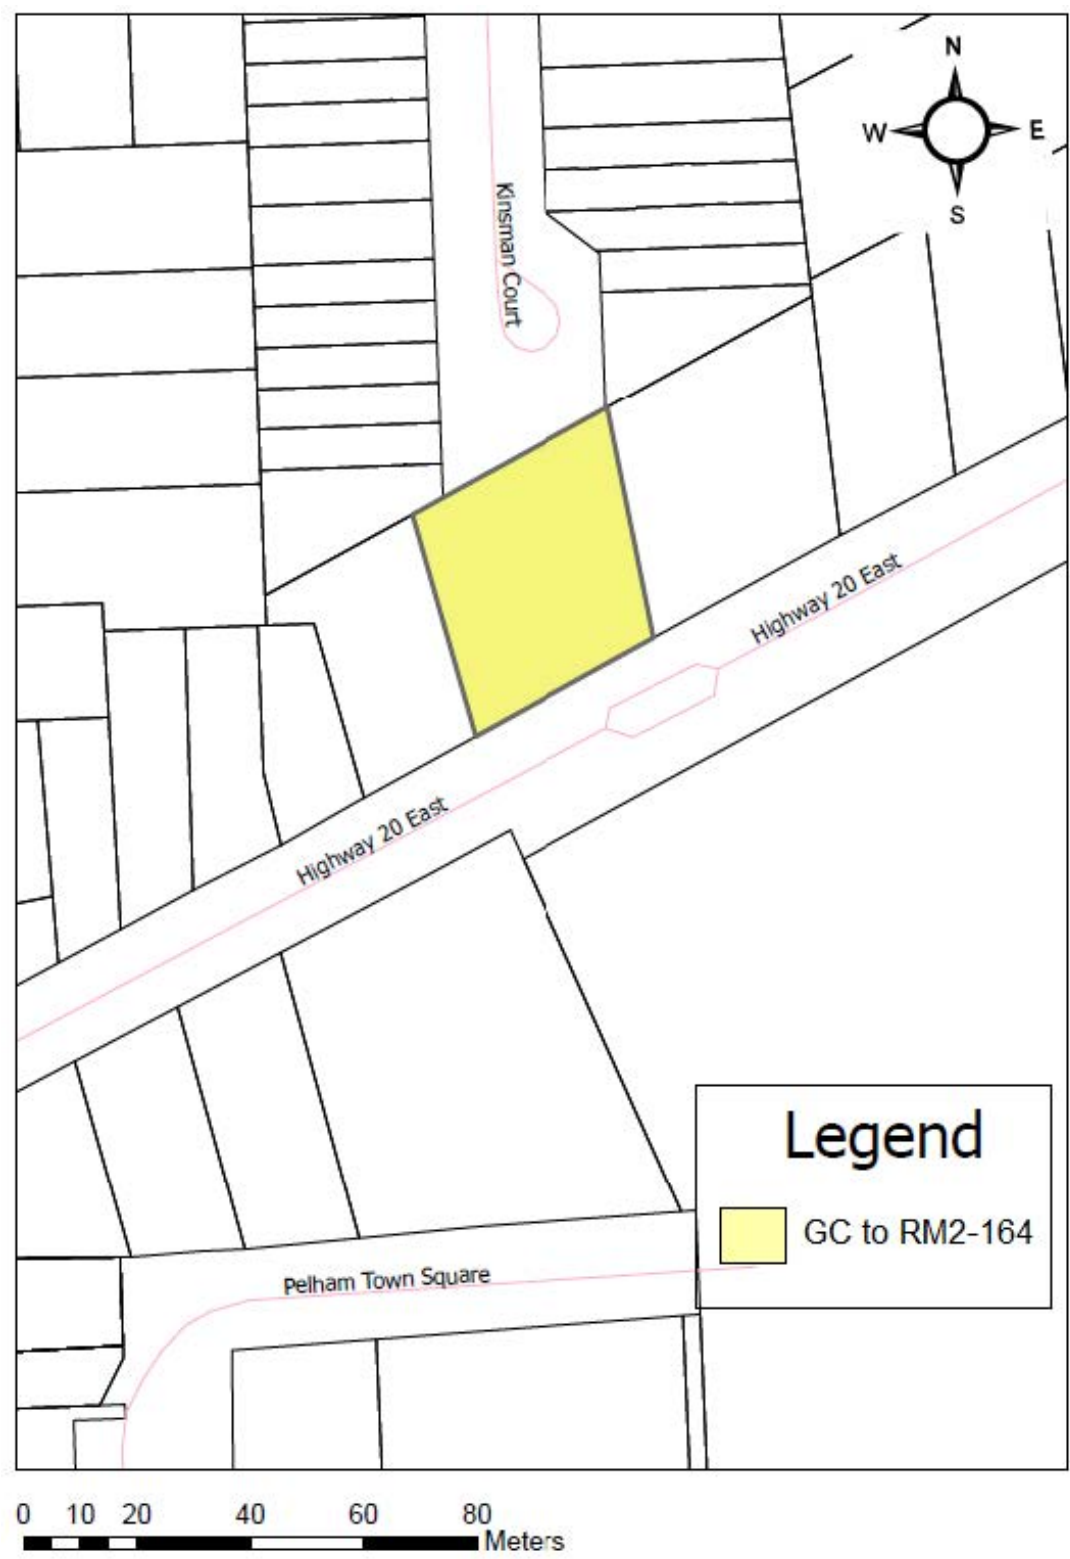 N
W E
S
Kinsman Court
Highway 20 East
Highway 20 East
Legend
GC to RM2-164
Pelham Town Square
0 10 20 40 60 80
Meters